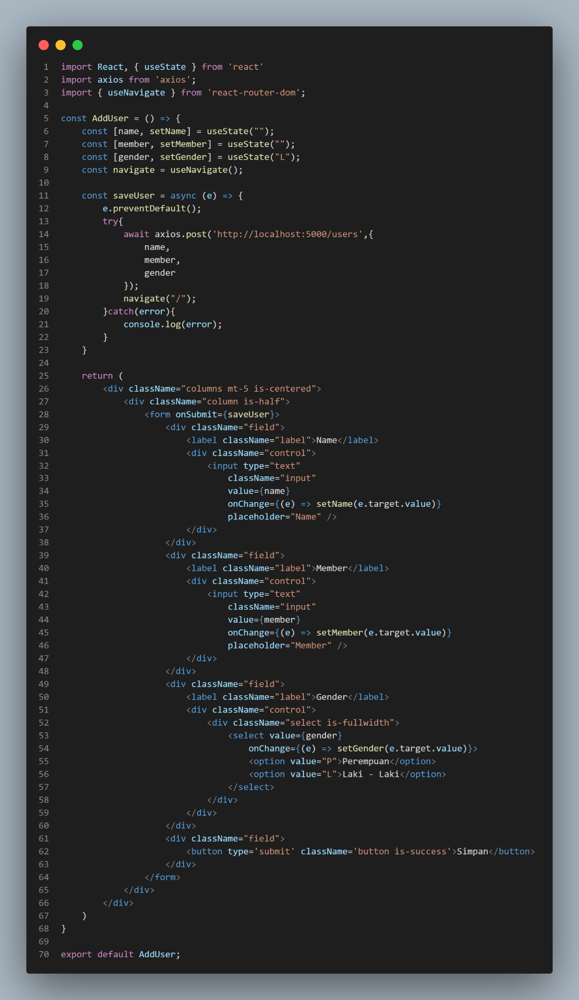 1 import React, { useState } from 'react'
2 import axios from 'axios';
3 import { useNavigate } from 'react-router-dom';
4
5 const AddUser = () => {
6     const [name, setName] = useState("");
7     const [member, setMember] = useState("");
8     const [gender, setGender] = useState("L");
9     const navigate = useNavigate();
10
11     const saveUser = async (e) => {
12         e.preventDefault();
13         try{
14             await axios.post('http://localhost:5000/users',{
15                 name,
16                 member,
17                 gender
18             });
19             navigate("/");
20         }catch(error){
21             console.log(error);
22         }
23     }
24
25     return (
26         <div className="columns mt-5 is-centered">
27             <div className="column is-half">
28                 <form onSubmit={saveUser}>
29                     <div className="field">
30                         <label className="label">Name</label>
31                         <div className="control">
32                             <input type="text"
33                                 className="input"
34                                 value={name}
35                                 onChange={(e) => setName(e.target.value)}
36                                 placeholder="Name" />
37                         </div>
38                     </div>
39                     <div className="field">
40                         <label className="label">Member</label>
41                         <div className="control">
42                             <input type="text"
43                                 className="input"
44                                 value={member}
45                                 onChange={(e) => setMember(e.target.value)}
46                                 placeholder="Member" />
47                         </div>
48                     </div>
49                     <div className="field">
50                         <label className="label">Gender</label>
51                         <div className="control">
52                             <div className="select is-fullwidth">
53                                 <select value={gender}
54                                     onChange={(e) => setGender(e.target.value)}>
55                                     <option value="P">Perempuan</option>
56                                     <option value="L">Laki - Laki</option>
57                                 </select>
58                             </div>
59                         </div>
60                     </div>
61                     <div className="field">
62                         <button type='submit' className='button is-success'>Simpan</button>
63                     </div>
64                 </form>
65             </div>
66         </div>
67     )
68 }
69
70 export default AddUser;